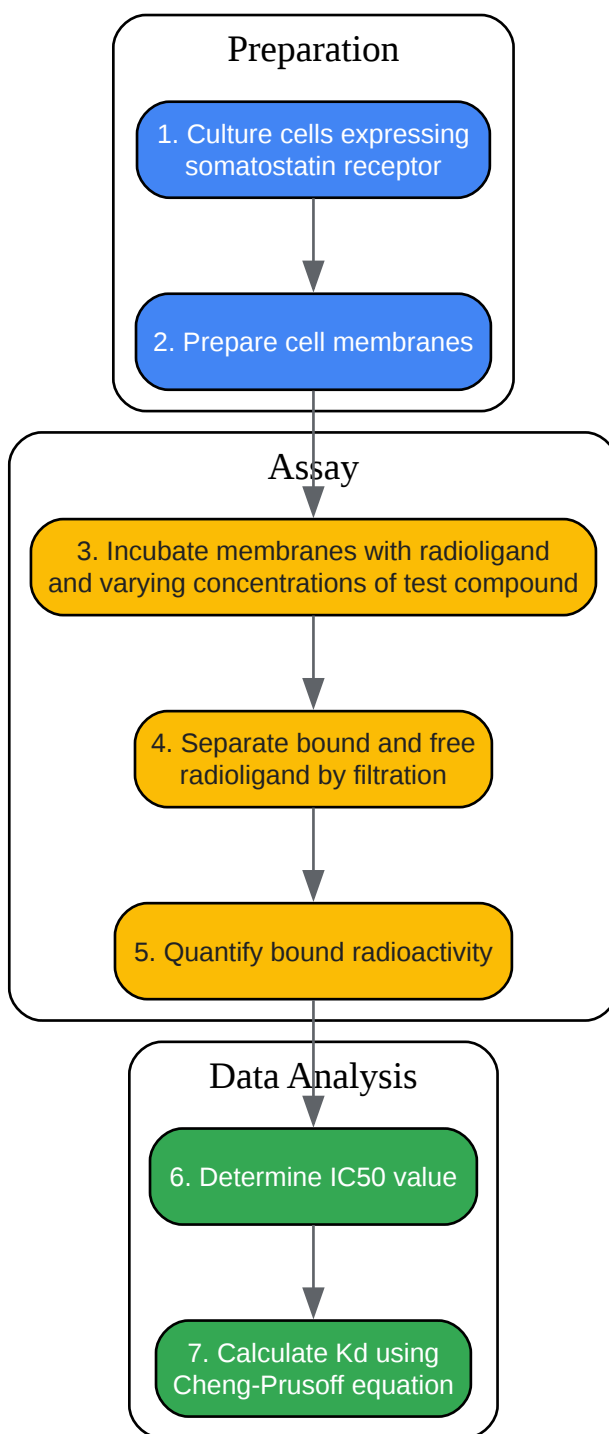 Preparation
1. Culture cells expressing
somatostatin receptor
2. Prepare cell membranes
Assay
3. Incubate membranes with radioligand
and varying concentrations of test compound
4. Separate bound and free
radioligand by filtration
5. Quantify bound radioactivity
Data Analysis
6. Determine IC50 value
7. Calculate Kd using
Cheng-Prusoff equation